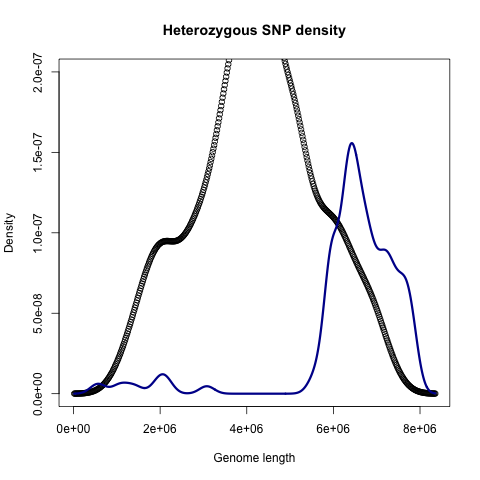 Heterozygous SNP density
Density
2.0e-07
1.5e-07
1.0e-07
5.0e-08
0.0e+00
0e+00 2e+06 4e+06 6e+06 8e+06
Genome length